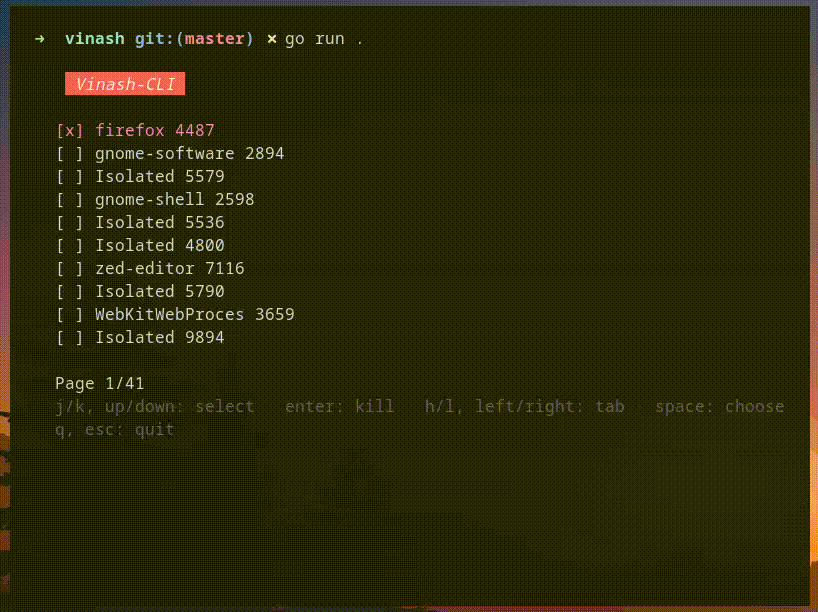 ➜ vinash git:(master) ✗ go run .
Vinash-CLI
[x] firefox 4487
[ ] gnome-software 2894
[ ] Isolated 5579
[ ] gnome-shell 2598
[ ] Isolated 5536
[ ] Isolated 4800
[ ] zed-editor 7116
[ ] Isolated 5790
[ ] WebKitWebProces 3659
[ ] Isolated 9894
Page 1/41
j/k, up/down: select   enter: kill   h/l, left/right: tab   space: choose
q, esc: quit